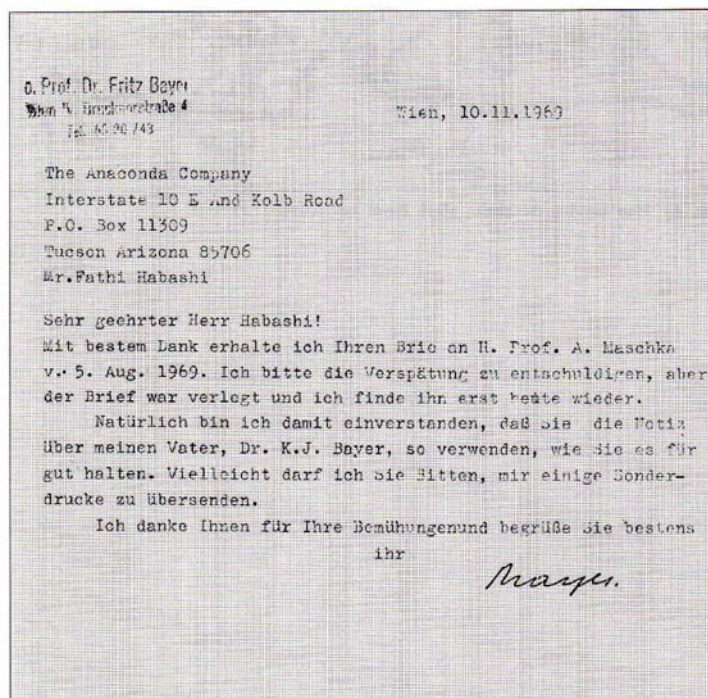 o. Prof. Dr. Fritz Bayer
Wien IV. Brucknerstraße 4
Tel.
Wien, 10.11.1969
The Anaconda Company
Interstate 10 E And Kolb Road
P.O. Box 11309
Tucson Arizona 85706
Mr.Fathi Habashi
Sehr geehrter Herr Habashi!
Mit bestem Dank erhalte ich Ihren Brie an H. Prof. A. Maschka
v. 5. Aug. 1969. Ich bitte die Verspätung zu entschuldigen, aber
der Brief war verlegt und ich finde ihn erst heute wieder.
Natürlich bin ich damit einverstanden, daß Sie die Notiz
über meinen Vater, Dr. K.J. Bayer, so verwenden, wie Sie es für
gut halten. Vielleicht darf ich Sie Bitten, mir einige Sonder-
drucke zu übersenden.
Ich danke Ihnen für Ihre Bemühungenund begrüße Sie bestens
ihr